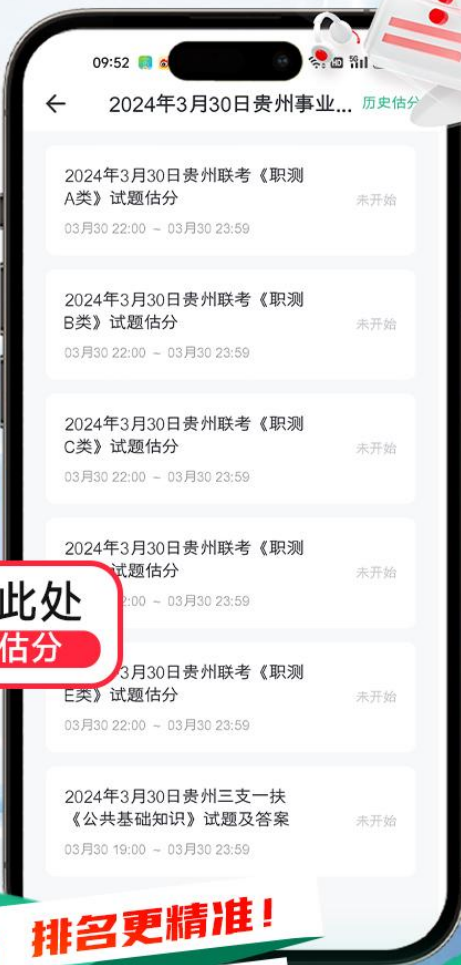 09:52
2024年3月30日贵州事业...
历史估分
2024年3月30日贵州联考《职测
A类》试题估分
未开始
03月30 22:00 ~ 03月30 23:59
2024年3月30日贵州联考《职测
B类》试题估分
未开始
03月30 22:00 ~ 03月30 23:59
2024年3月30日贵州联考《职测
C类》试题估分
未开始
03月30 22:00 ~ 03月30 23:59
2024年3月30日贵州联考《职测
试题估分
未开始
2:00 ~ 03月30 23:59
此处
估分
3月30日贵州联考《职测
E类》试题估分
未开始
03月30 22:00 ~ 03月30 23:59
2024年3月30日贵州三支一扶
《公共基础知识》试题及答案
未开始
03月30 19:00 ~ 03月30 23:59
排名更精准!